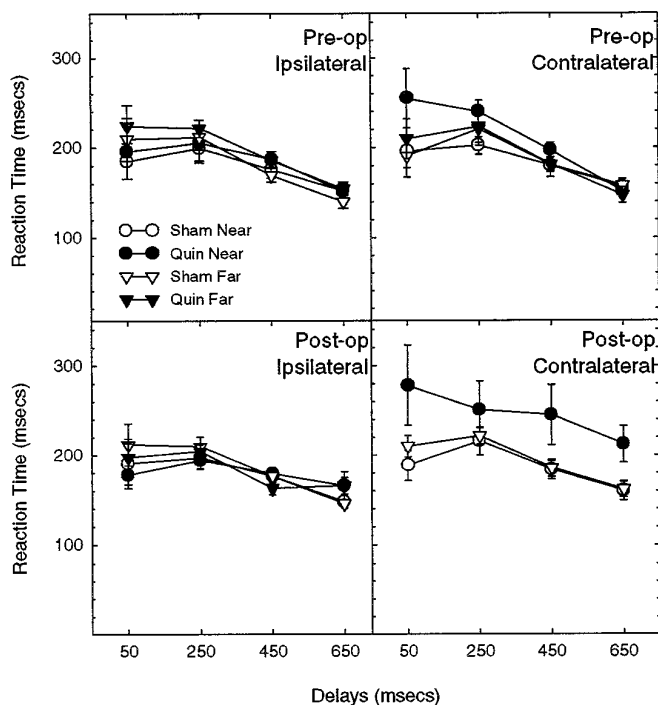 Pre-op
Ipsilateral
Pre-op
Contralateral
Reaction Time (msecs)
300
200
100
Sham Near
Quin Near
Sham Far
Quin Far
Post-op
Ipsilateral
Post-op
Contralateral
Reaction Time (msecs)
300
200
100
50 250 450 650 50 250 450 650
Delays (msecs)